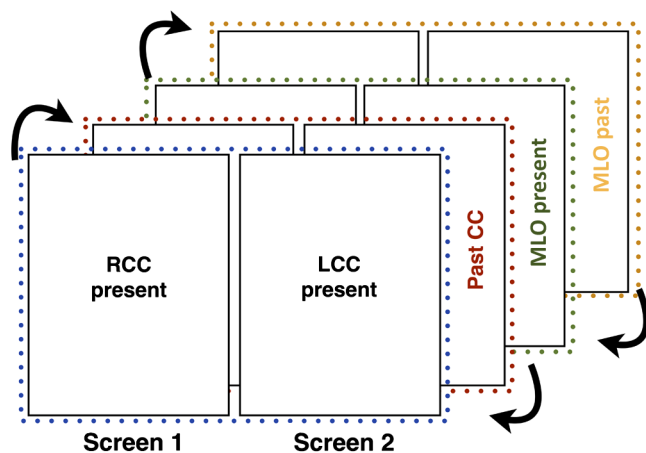 RCC
present
LCC
present
Past CC
MLO present
MLO past
Screen 1
Screen 2